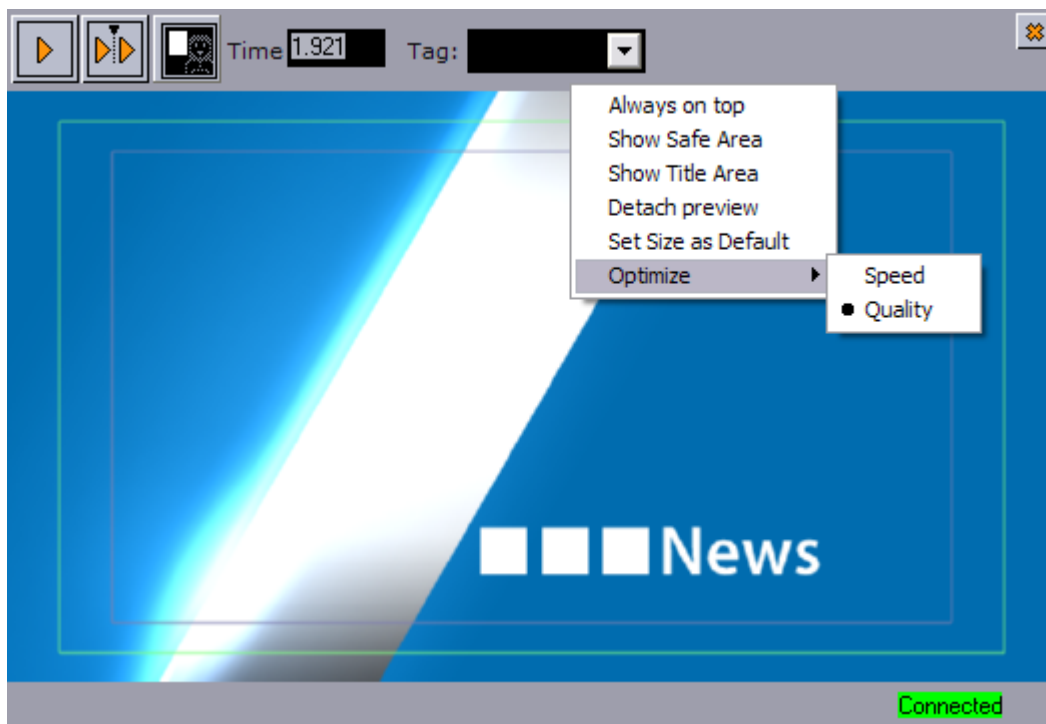 Time 1.921 Tag:
Always on top
Show Safe Area
Show Title Area
Detach preview
Set Size as Default
Optimize
Speed
Quality
News
Connected